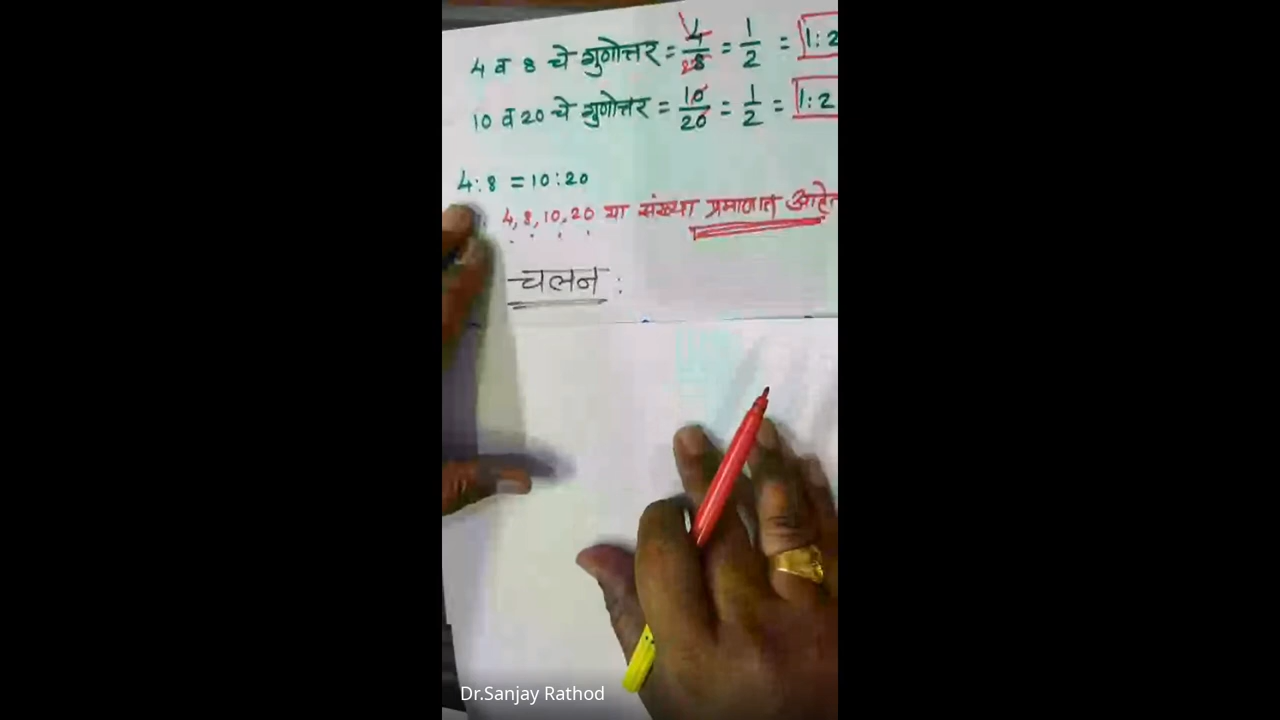 4 व 8 चे गुणोत्तर = 4/8 = 1/2 = 1:2
10 व 20 चे गुणोत्तर = 10/20 = 1/2 = 1:2
4:8 = 10:20
4, 8, 10, 20 या संख्या प्रमाणात आहेत
चलन :
Dr.Sanjay Rathod